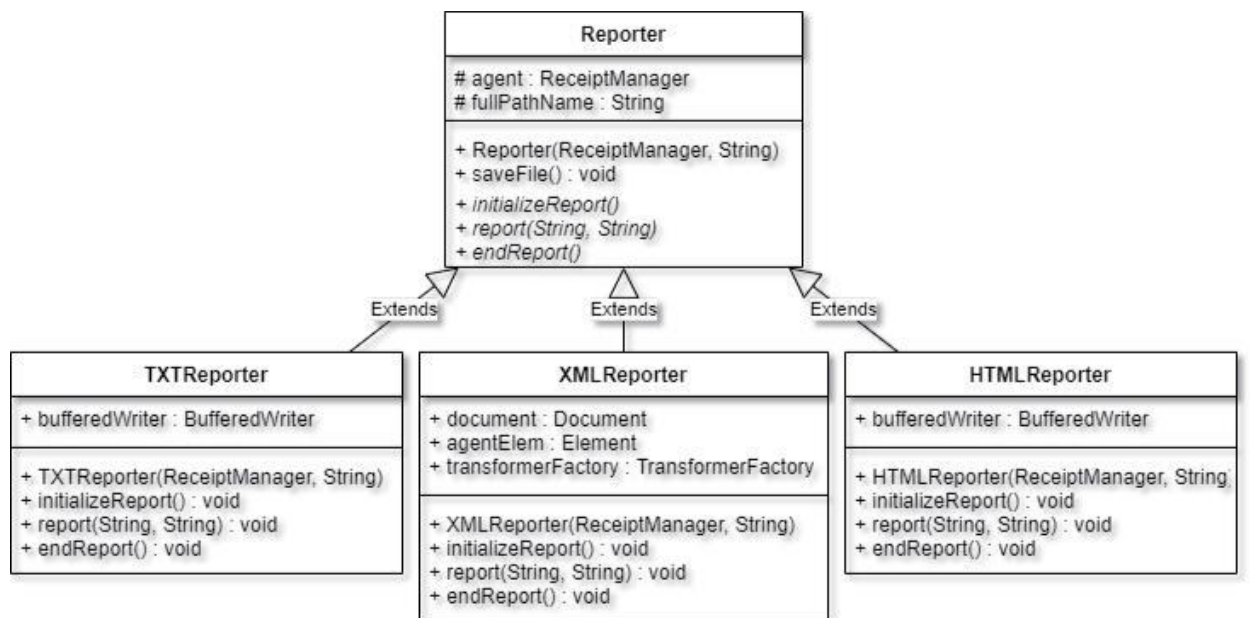 Reporter
# agent : ReceiptManager
# fullPathName : String
+ Reporter(ReceiptManager, String)
+ saveFile() : void
+ initializeReport()
+ report(String, String)
+ endReport()
Extends
Extends
Extends
TXTReporter
+ bufferedWriter : BufferedWriter
+ TXTReporter(ReceiptManager, String)
+ initializeReport() : void
+ report(String, String) : void
+ endReport() : void
XMLReporter
+ document : Document
+ agentElem : Element
+ transformerFactory : TransformerFactory
+ XMLReporter(ReceiptManager, String)
+ initializeReport() : void
+ report(String, String) : void
+ endReport() : void
HTMLReporter
+ bufferedWriter : BufferedWriter
+ HTMLReporter(ReceiptManager, String)
+ initializeReport() : void
+ report(String, String) : void
+ endReport() : void